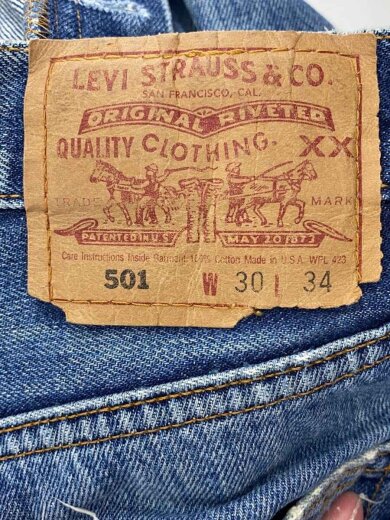 LEVI STRAUSS & CO.
SAN FRANCISCO, CAL.
ORIGINAL RIVETED
QUALITY CLOTHING. XX
TRADE MARK
PATENTED IN U.S. MAY 20 1873
Care Instructions Inside Garment 100% Cotton Made in U.S.A. WPL 423
501 W 30 L 34